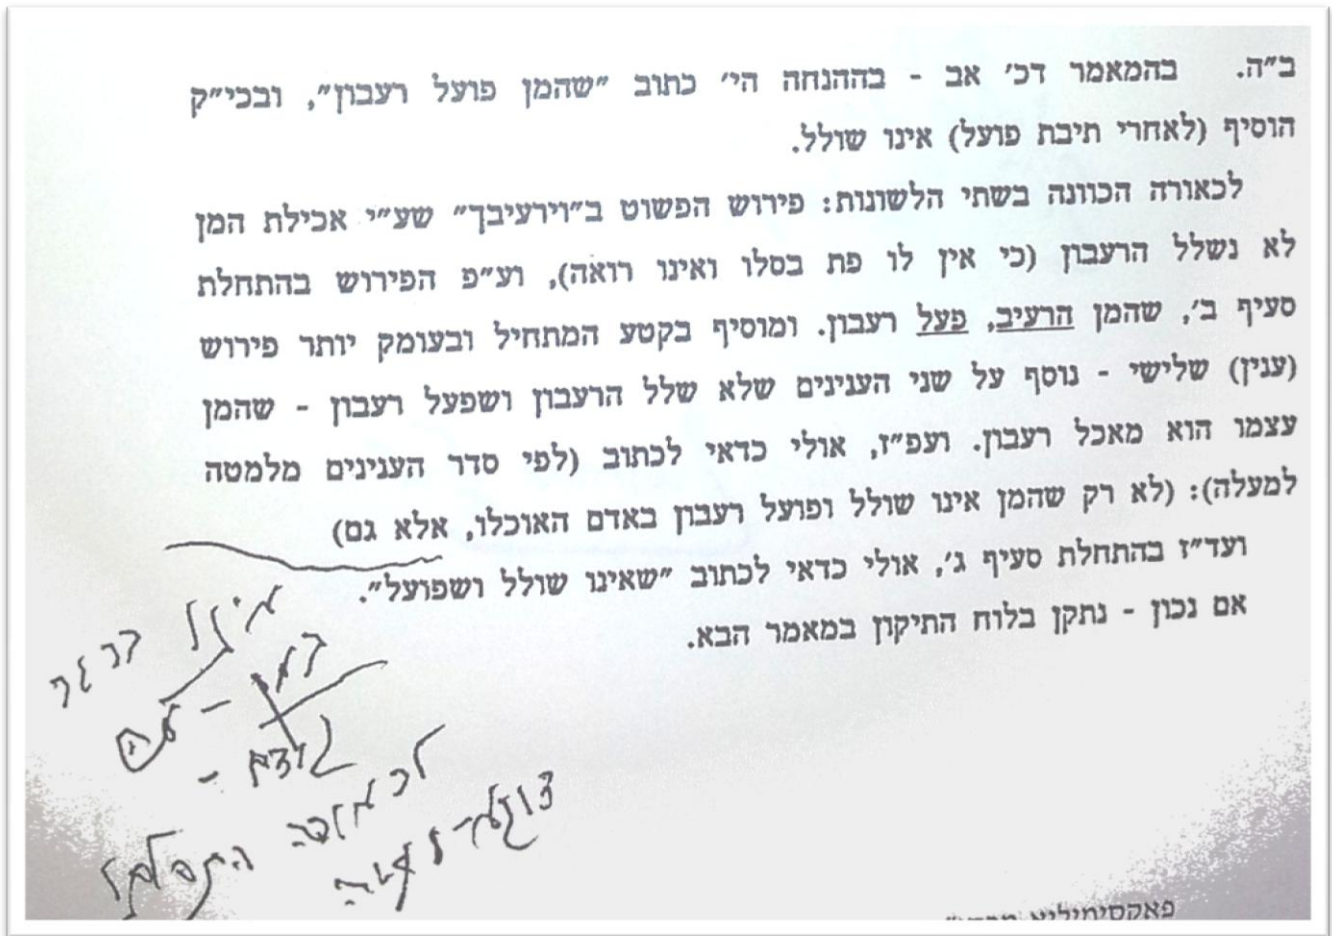 ב"ה. בהמאמר דכ' אב - בההנחה הי' כתוב "שהמן פועל רעבון", ובכי"ק
הוסיף (לאחרי תיבת פועל) אינו שולל.
לכאורה הכוונה בשתי הלשונות: פירוש הפשוט ב"וירעיבך" שע"י אכילת המן
לא נשלל הרעבון (כי אין לו פת בסלו ואינו רואה), וע"פ הפירוש בהתחלת
סעיף ב', שהמן הרעיב, פעל רעבון. ומוסיף בקטע המתחיל ובעומק יותר פירוש
(ענין) שלישי - נוסף על שני הענינים שלא שלל הרעבון ושפעל רעבון - שהמן
עצמו הוא מאכל רעבון. ועפ"ז, אולי כדאי לכתוב (לפי סדר הענינים מלמטה
למעלה): (לא רק שהמן אינו שולל ופועל רעבון באדם האוכלו, אלא גם)
ועד"ז בהתחלת סעיף ג', אולי כדאי לכתוב "שאינו שולל ושפועל".
אם נכון - נתקן בלוח התיקון במאמר הבא.
לכאורה